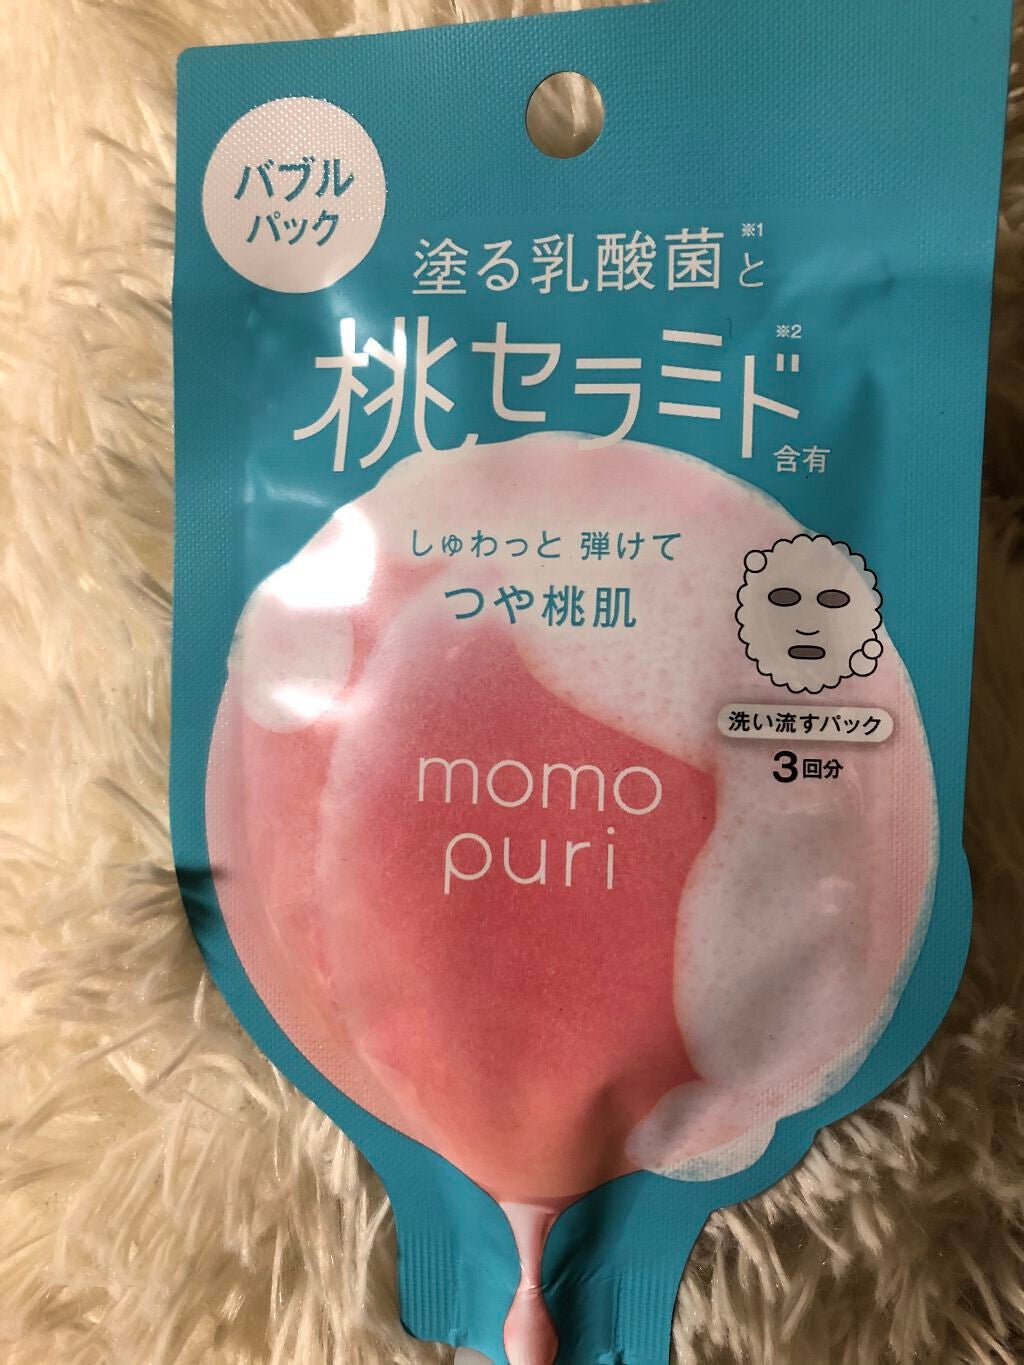 バブル
パック
塗る乳酸菌※1と
桃セラミド※2
含有
しゅわっと 弾けて
つや桃肌
洗い流すパック
3回分
momo
puri